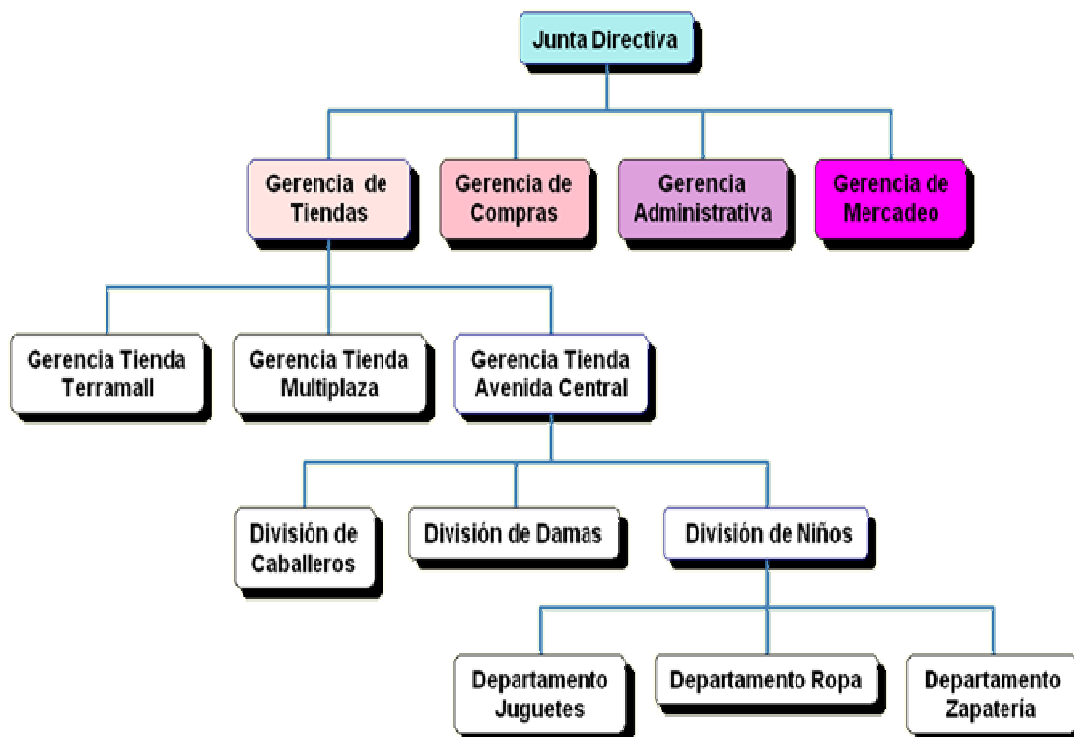 Junta Directiva
Gerencia de
Tiendas
Gerencia de
Compras
Gerencia
Administrativa
Gerencia de
Mercadeo
Gerencia Tienda
Terramall
Gerencia Tienda
Multiplaza
Gerencia Tienda
Avenida Central
División de
Caballeros
División de Damas
División de Niños
Departamento
Juguetes
Departamento Ropa
Departamento
Zapatería